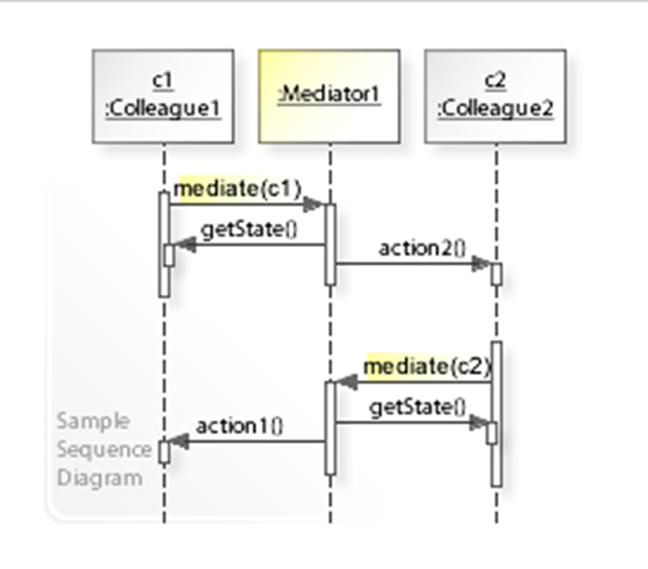 c1
:Colleague1
:Mediator1
c2
:Colleague2
mediate(c1)
getState()
action2()
mediate(c2)
getState()
action1()
Sample
Sequence
Diagram